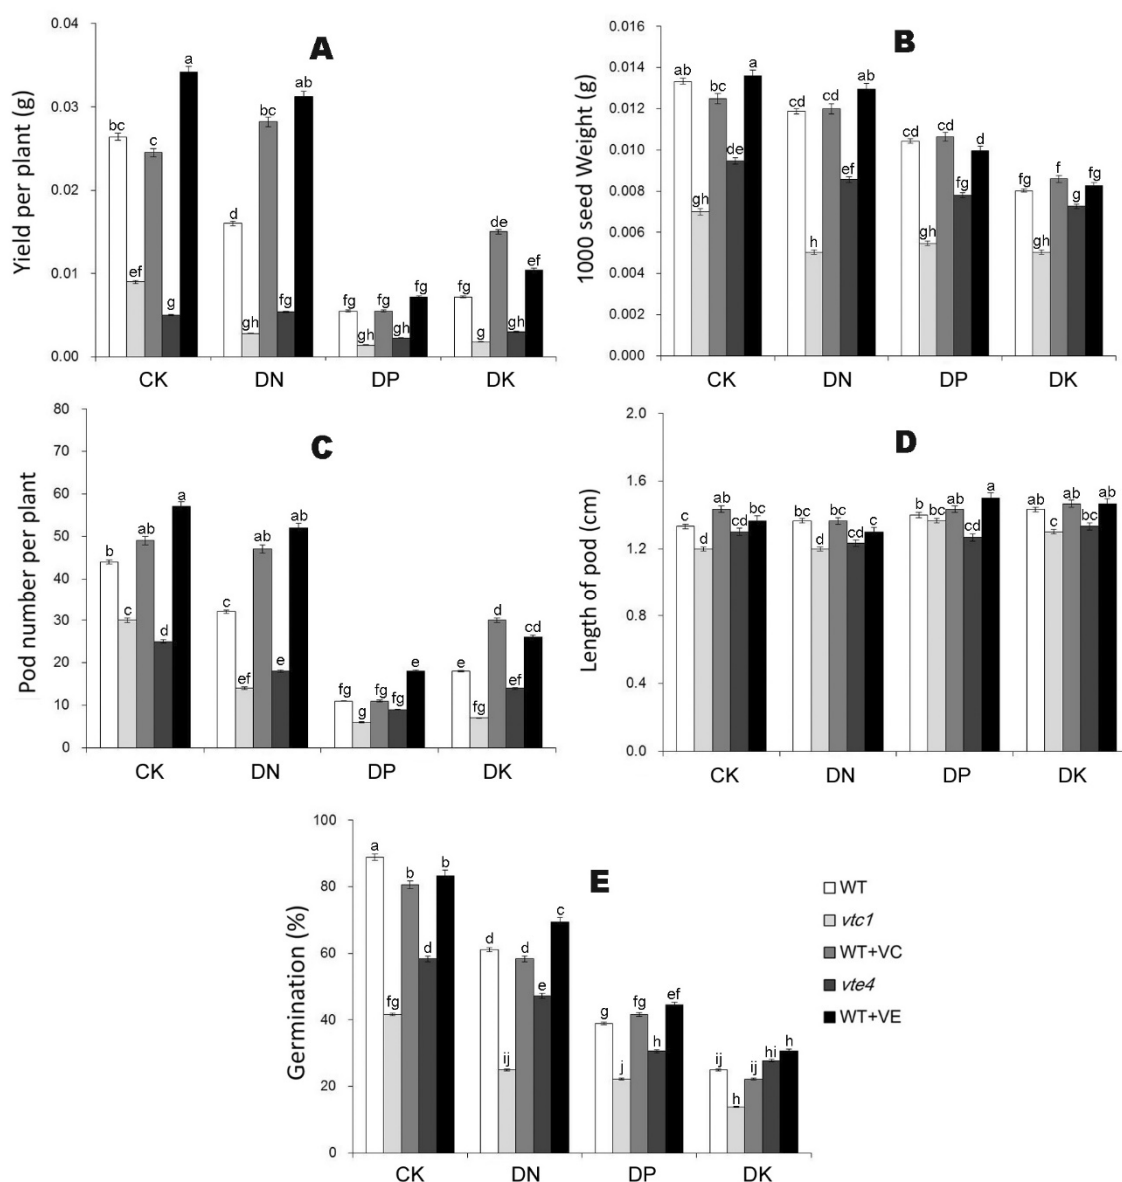 A
Yield per plant (g)
0.04
0.03
0.02
0.01
0.00
bc c a
ef g
d bc ab
gh fg
fg gh fg gh fg
fg g de gh ef
CK DN DP DK
B
1000 seed Weight (g)
0.016
0.014
0.012
0.010
0.008
0.006
0.004
0.002
0.000
ab gh bc de a
cd h cd ef ab
cd gh cd fg d
fg gh f g fg
CK DN DP DK
C
Pod number per plant
80
70
60
50
40
30
20
10
0
b c ab d a
c ef ab e ab
fg g fg fg e
e fg d ef cd
CK DN DP DK
D
Length of pod (cm)
2.0
1.6
1.2
0.8
0.4
0.0
c d ab cd bc
bc d bc cd c
b bc ab cd a
ab c ab bc ab
CK DN DP DK
E
Germination (%)
100
80
60
40
20
0
a fg b d b
d ij d e c
g j fg h ef
ij h ij hi h
CK DN DP DK
WT
vtc1
WT+VC
vte4
WT+VE